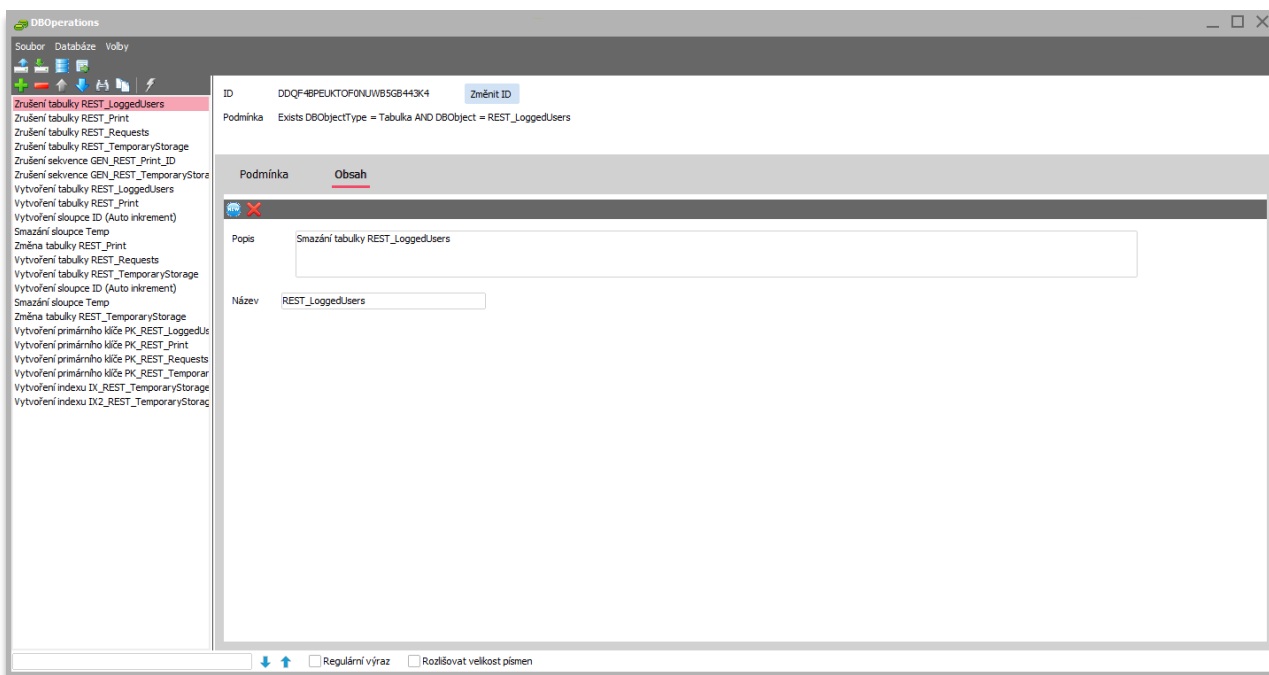 DBOperations
Soubor Databáze Volby
Zrušení tabulky REST_LoggedUsers
Zrušení tabulky REST_Print
Zrušení tabulky REST_Requests
Zrušení tabulky REST_TemporaryStorage
Zrušení sekvence GEN_REST_Print_ID
Zrušení sekvence GEN_REST_TemporaryStora
Vytvoření tabulky REST_LoggedUsers
Vytvoření tabulky REST_Print
Vytvoření sloupce ID (Auto inkrement)
Smazání sloupce Temp
Změna tabulky REST_Print
Vytvoření tabulky REST_Requests
Vytvoření tabulky REST_TemporaryStorage
Vytvoření sloupce ID (Auto inkrement)
Smazání sloupce Temp
Změna tabulky REST_TemporaryStorage
Vytvoření primárního klíče PK_REST_LoggedUs
Vytvoření primárního klíče PK_REST_Print
Vytvoření primárního klíče PK_REST_Requests
Vytvoření primárního klíče PK_REST_Temporar
Vytvoření indexu IX_REST_TemporaryStorage
Vytvoření indexu IX2_REST_TemporaryStorag
ID DDQF4BPEUKTOF0NUWB5GB443K4 Změnit ID
Podmínka Exists DBObjectType = Tabulka AND DBObject = REST_LoggedUsers
Podmínka Obsah
NEW
Popis Smazání tabulky REST_LoggedUsers
Název REST_LoggedUsers
Regulární výraz Rozlišovat velikost písmen